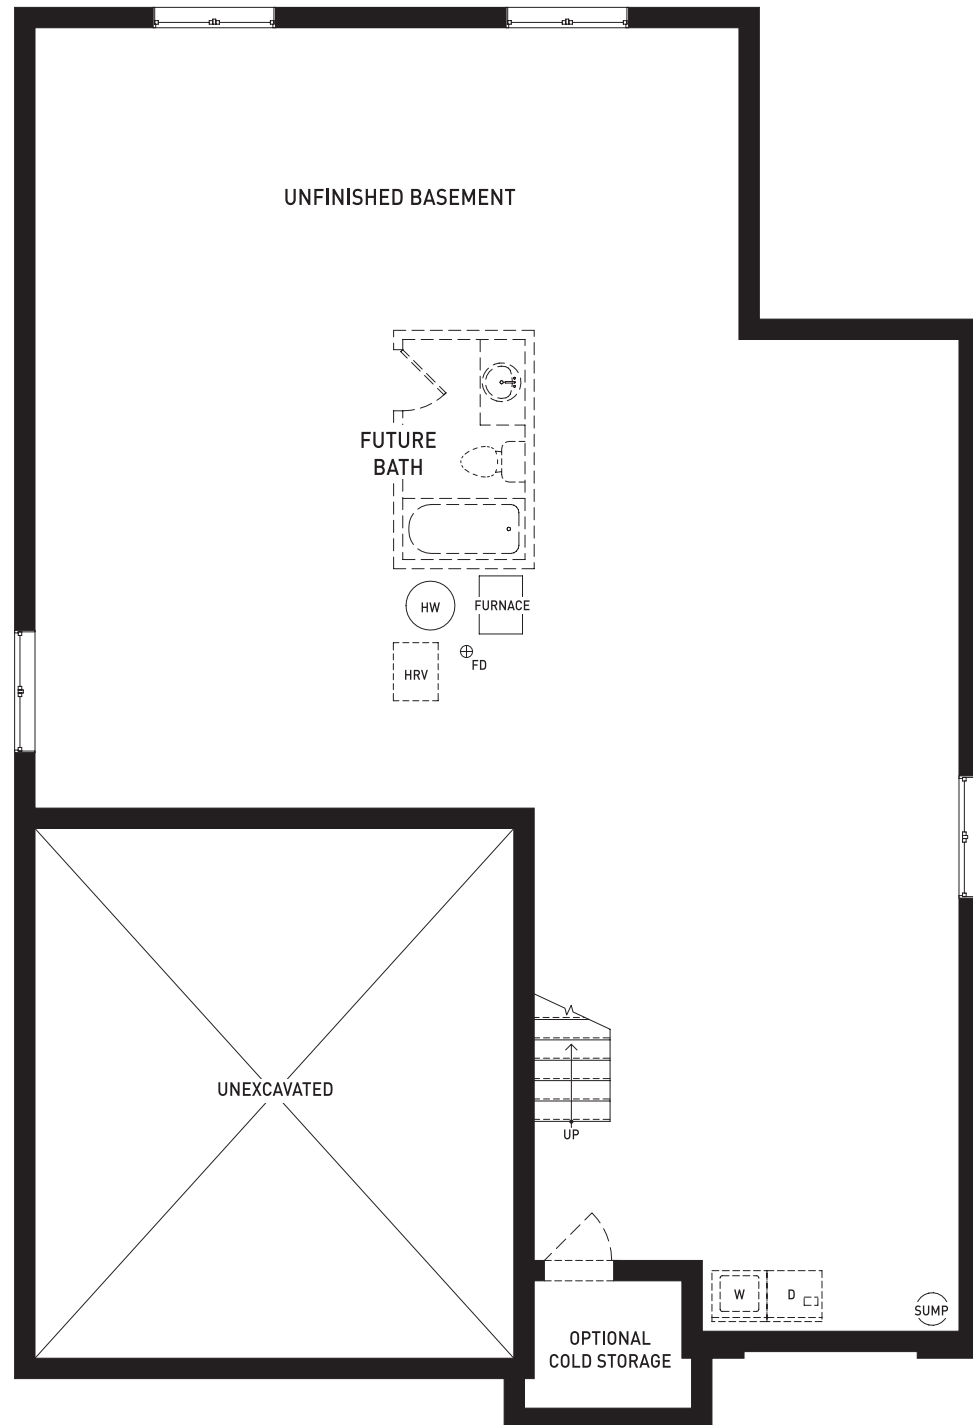 UNFINISHED BASEMENT
FUTURE
BATH
HW
FURNACE
HRV
FD
UNEXCAVATED
UP
W
D
SUMP
OPTIONAL
COLD STORAGE